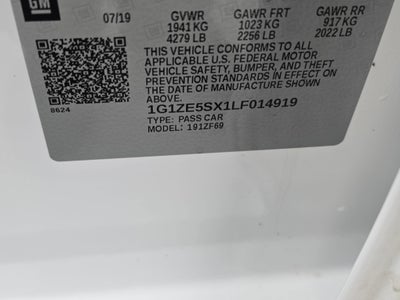 GM
07/19 GVWR GAWR FRT GAWR RR
1941 KG 1023 KG 917 KG
4279 LB 2256 LB 2022 LB
THIS VEHICLE CONFORMS TO ALL
APPLICABLE U.S. FEDERAL MOTOR
VEHICLE SAFETY, BUMPER, AND THEFT
PREVENTION STANDARDS IN EFFECT ON
THE DATE OF MANUFACTURE SHOWN
ABOVE.
8624
1G1ZE5SX1LF014919
TYPE: PASS CAR
MODEL: 191ZF69